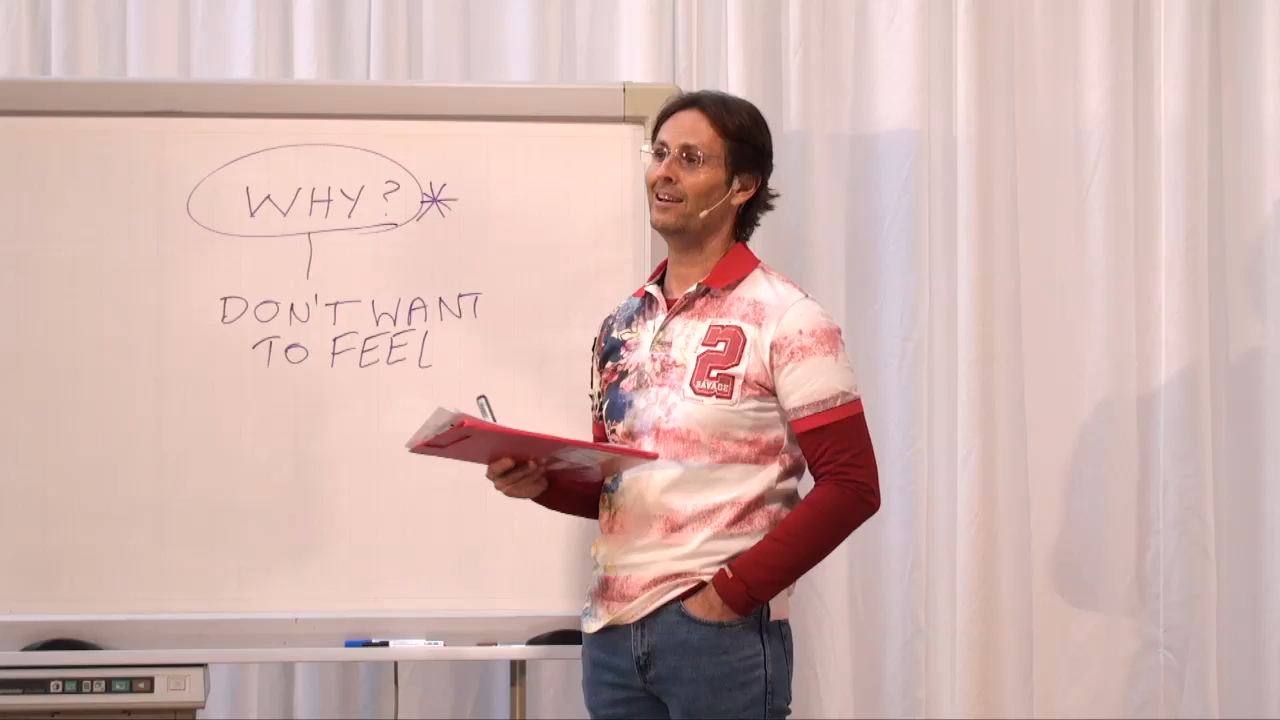 WHY?*
DON'T WANT
TO FEEL
2
SAVAGE